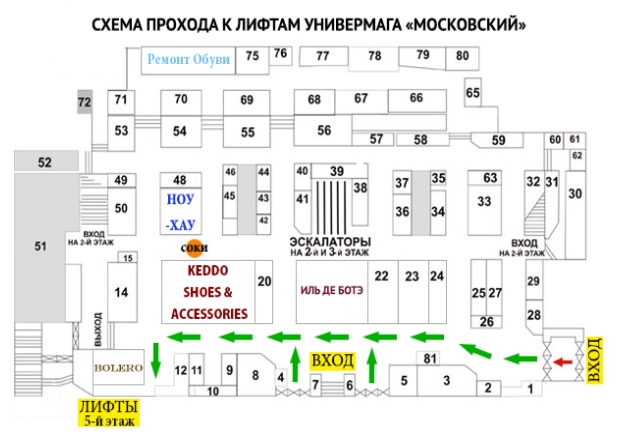 СХЕМА ПРОХОДА К ЛИФТАМ УНИВЕРМАГА «МОСКОВСКИЙ»
Ремонт Обуви 75 76 77 78 79 80
65
72 71 70 69 68 67 66
53 54 55 56 57 58 59 60 61
52 62
49 48 46 44 40 39 37 35 63 32 31 30
50 НОУ 45 43 41 38 36 34 33
-ХАУ 42
51 ВХОД
НА 2-Й ЭТАЖ
СОКИ
ЭСКАЛАТОРЫ
НА 2-Й И 3-Й ЭТАЖ
ВХОД
НА 2-Й ЭТАЖ
15
14 KEDDO 20 ИЛЬ ДЕ БОТЭ 22 23 24 25 27 29
SHOES &
ACCESSORIES
28
26
ВЫХОД
BOLERO 12 11 9 8 4 ВХОД 81
10 7 6 5 3 2 1
ВХОД
ЛИФТЫ
5-й этаж